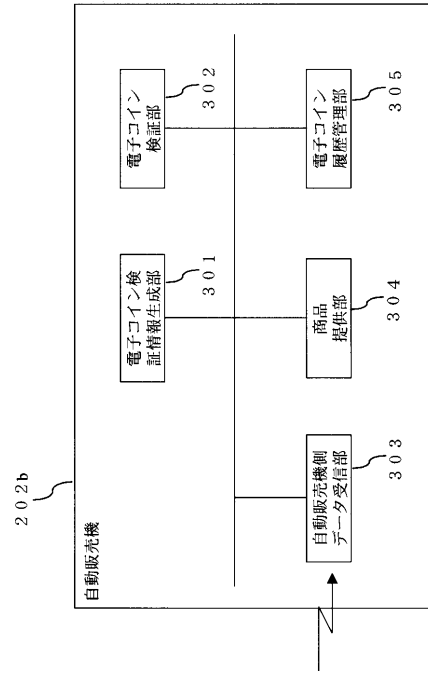 202b
自動販売機
電子コイン検
証情報生成部
301
電子コイン
検証部
302
自動販売機側
データ受信部
303
商品
提供部
304
電子コイン
履歴管理部
305